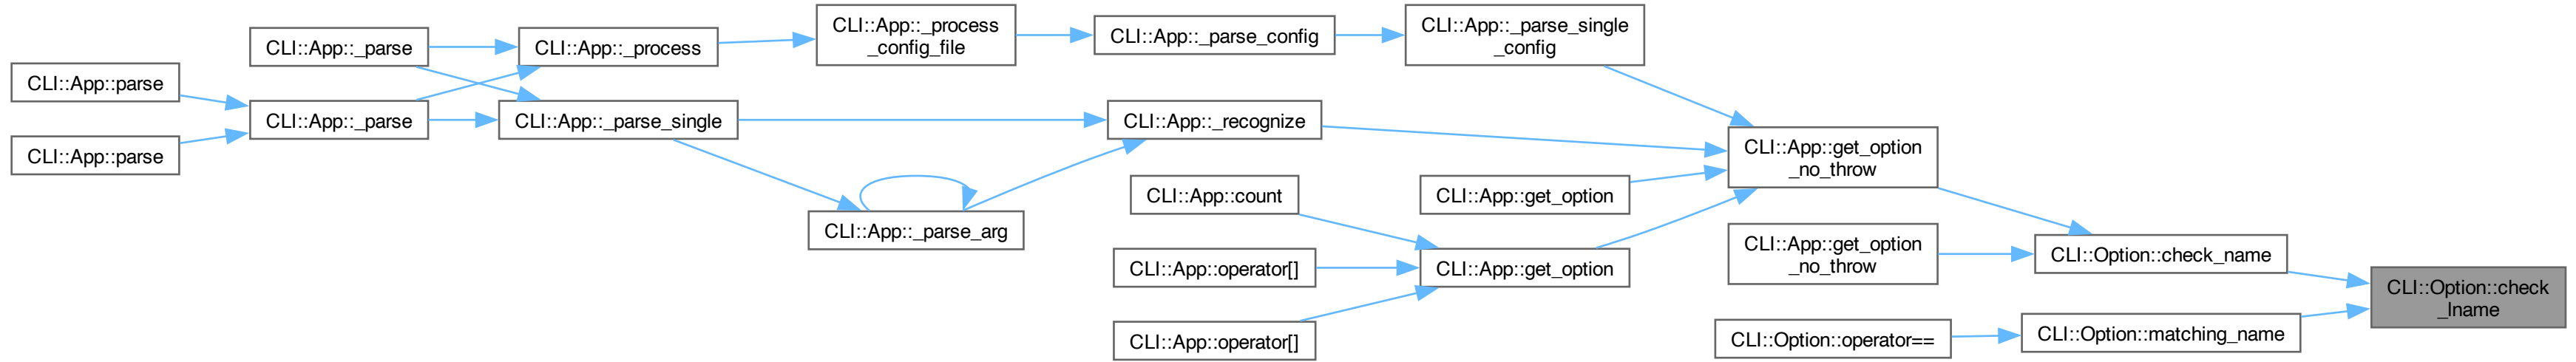 CLI::App::parse
CLI::App::parse
CLI::App::_parse
CLI::App::_parse
CLI::App::_process
CLI::App::_parse_single
CLI::App::_process
_config_file
CLI::App::_parse_arg
CLI::App::_parse_config
CLI::App::_recognize
CLI::App::count
CLI::App::operator[]
CLI::App::operator[]
CLI::App::_parse_single
_config
CLI::App::get_option
CLI::App::get_option
CLI::App::get_option
_no_throw
CLI::App::get_option
_no_throw
CLI::Option::operator==
CLI::Option::check_name
CLI::Option::matching_name
CLI::Option::check
_lname